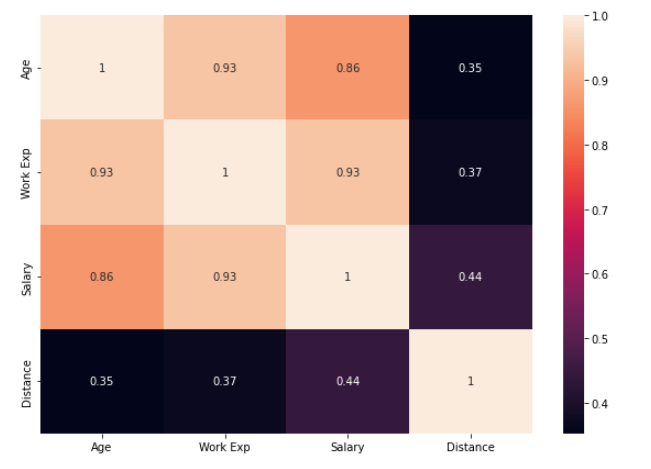 Age 1 0.93 0.86 0.35
Work Exp 0.93 1 0.93 0.37
Salary 0.86 0.93 1 0.44
Distance 0.35 0.37 0.44 1
Age Work Exp Salary Distance
1.0
0.9
0.8
0.7
0.6
0.5
0.4